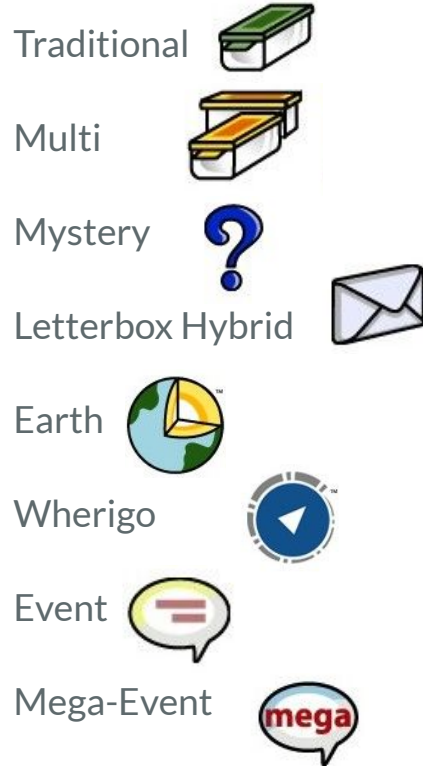 Traditional
Multi
Mystery
Letterbox Hybrid
Earth
Wherigo
Event
Mega-Event
mega